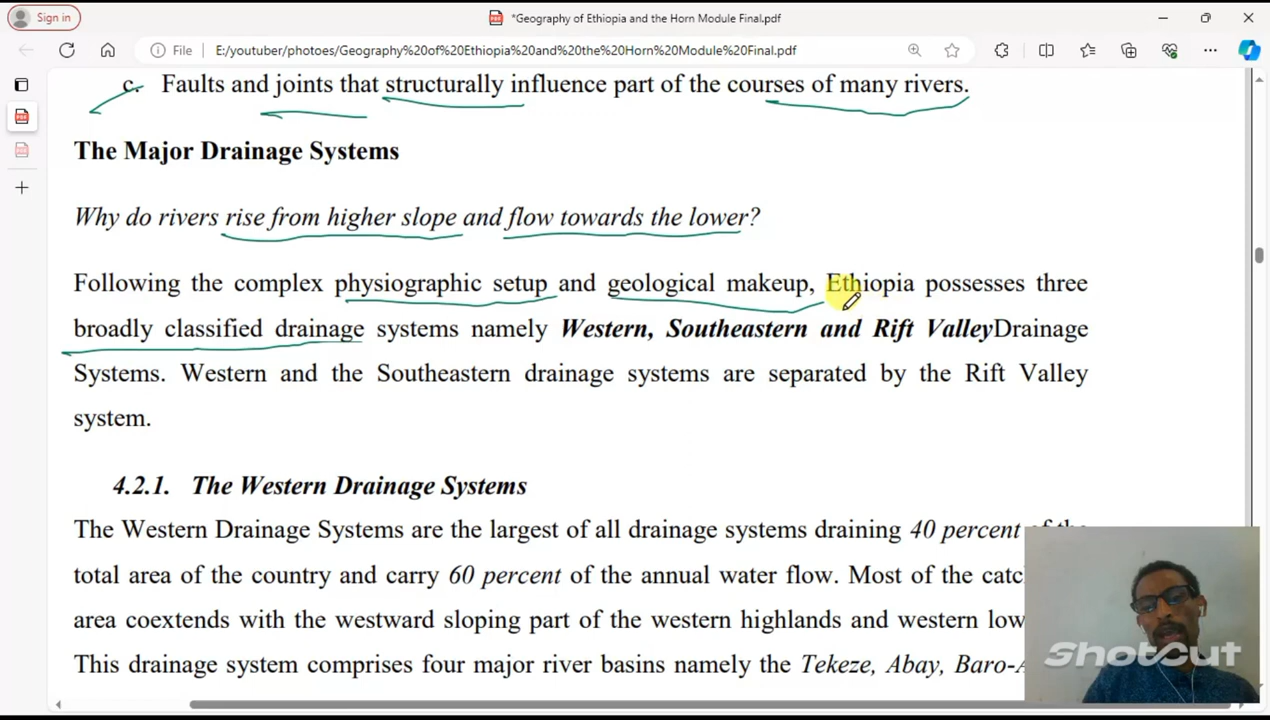 Sign in
*Geography of Ethiopia and the Horn Module Final.pdf
File E:/youtuber/photoes/Geography%20of%20Ethiopia%20and%20the%20Horn%20Module%20Final.pdf
c. Faults and joints that structurally influence part of the courses of many rivers.
The Major Drainage Systems
Why do rivers rise from higher slope and flow towards the lower?
Following the complex physiographic setup and geological makeup, Ethiopia possesses three
broadly classified drainage systems namely Western, Southeastern and Rift ValleyDrainage
Systems. Western and the Southeastern drainage systems are separated by the Rift Valley
system.
4.2.1. The Western Drainage Systems
The Western Drainage Systems are the largest of all drainage systems draining 40 percent of the
total area of the country and carry 60 percent of the annual water flow. Most of the catc
area coextends with the westward sloping part of the western highlands and western low
This drainage system comprises four major river basins namely the Tekeze, Abay, Baro-A
Shotcut